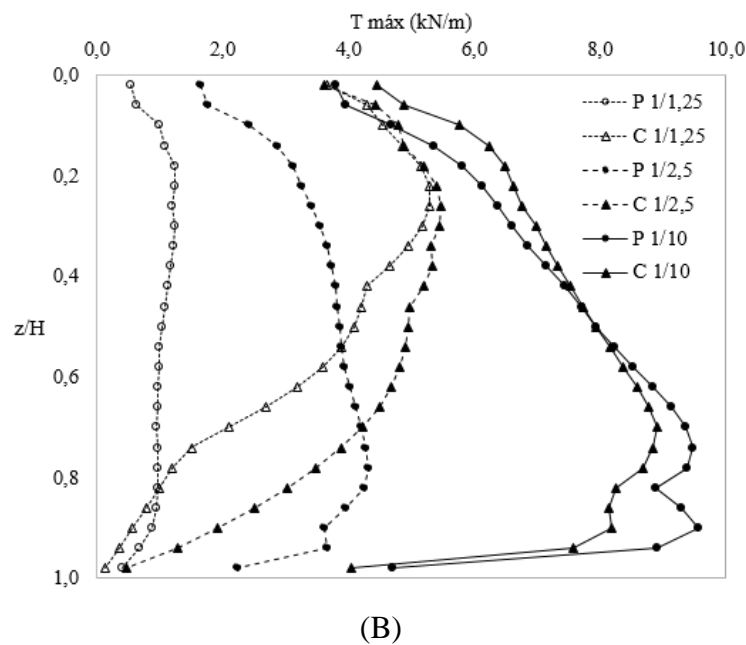 T máx (kN/m)
0,0 2,0 4,0 6,0 8,0 10,0
0,0
P 1/1,25
C 1/1,25
0,2
P 1/2,5
C 1/2,5
P 1/10
C 1/10
0,4
z/H
0,6
0,8
1,0
(B)